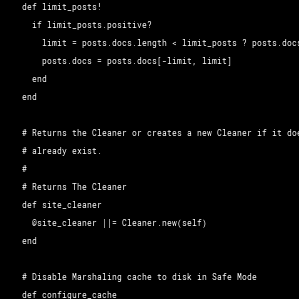 def limit_posts!
if limit_posts.positive?
limit = posts.docs.length < limit_posts ? posts.docs
posts.docs = posts.docs[-limit, limit]
end
end
# Returns the Cleaner or creates a new Cleaner if it doe
# already exist.
#
# Returns The Cleaner
def site_cleaner
@site_cleaner ||= Cleaner.new(self)
end
# Disable Marshaling cache to disk in Safe Mode
def configure_cache